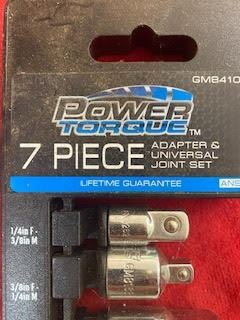 GM8410
POWER
TORQUE™
7 PIECE
ADAPTER &
UNIVERSAL
JOINT SET
LIFETIME GUARANTEE
ANS
1/4in F -
3/8in M
3/8in F -
1/4in M